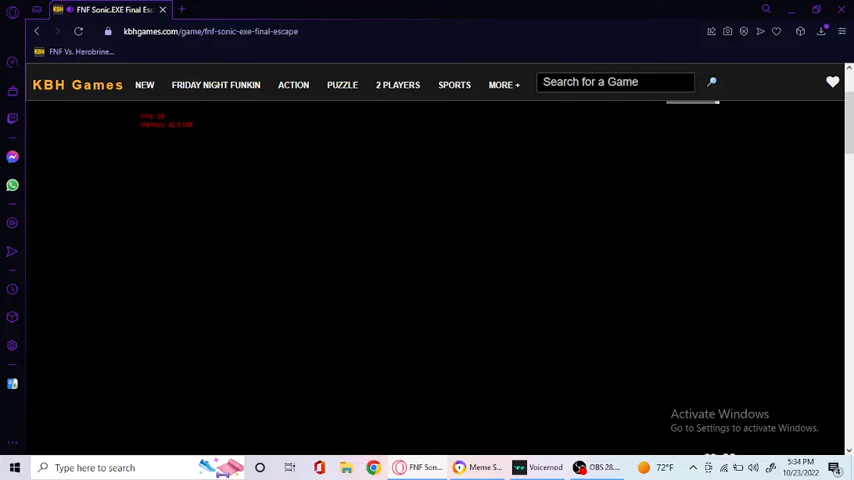 FNF Sonic.EXE Final Esc
kbhgames.com/game/fnf-sonic-exe-final-escape
FNF Vs. Herobrine...
KBH Games NEW FRIDAY NIGHT FUNKIN ACTION PUZZLE 2 PLAYERS SPORTS MORE + Search for a Game
Activate Windows
Go to Settings to activate Windows.
Type here to search
FNF Son...
Meme S...
Voicemod
OBS 28....
72°F
5:34 PM
10/23/2022
4